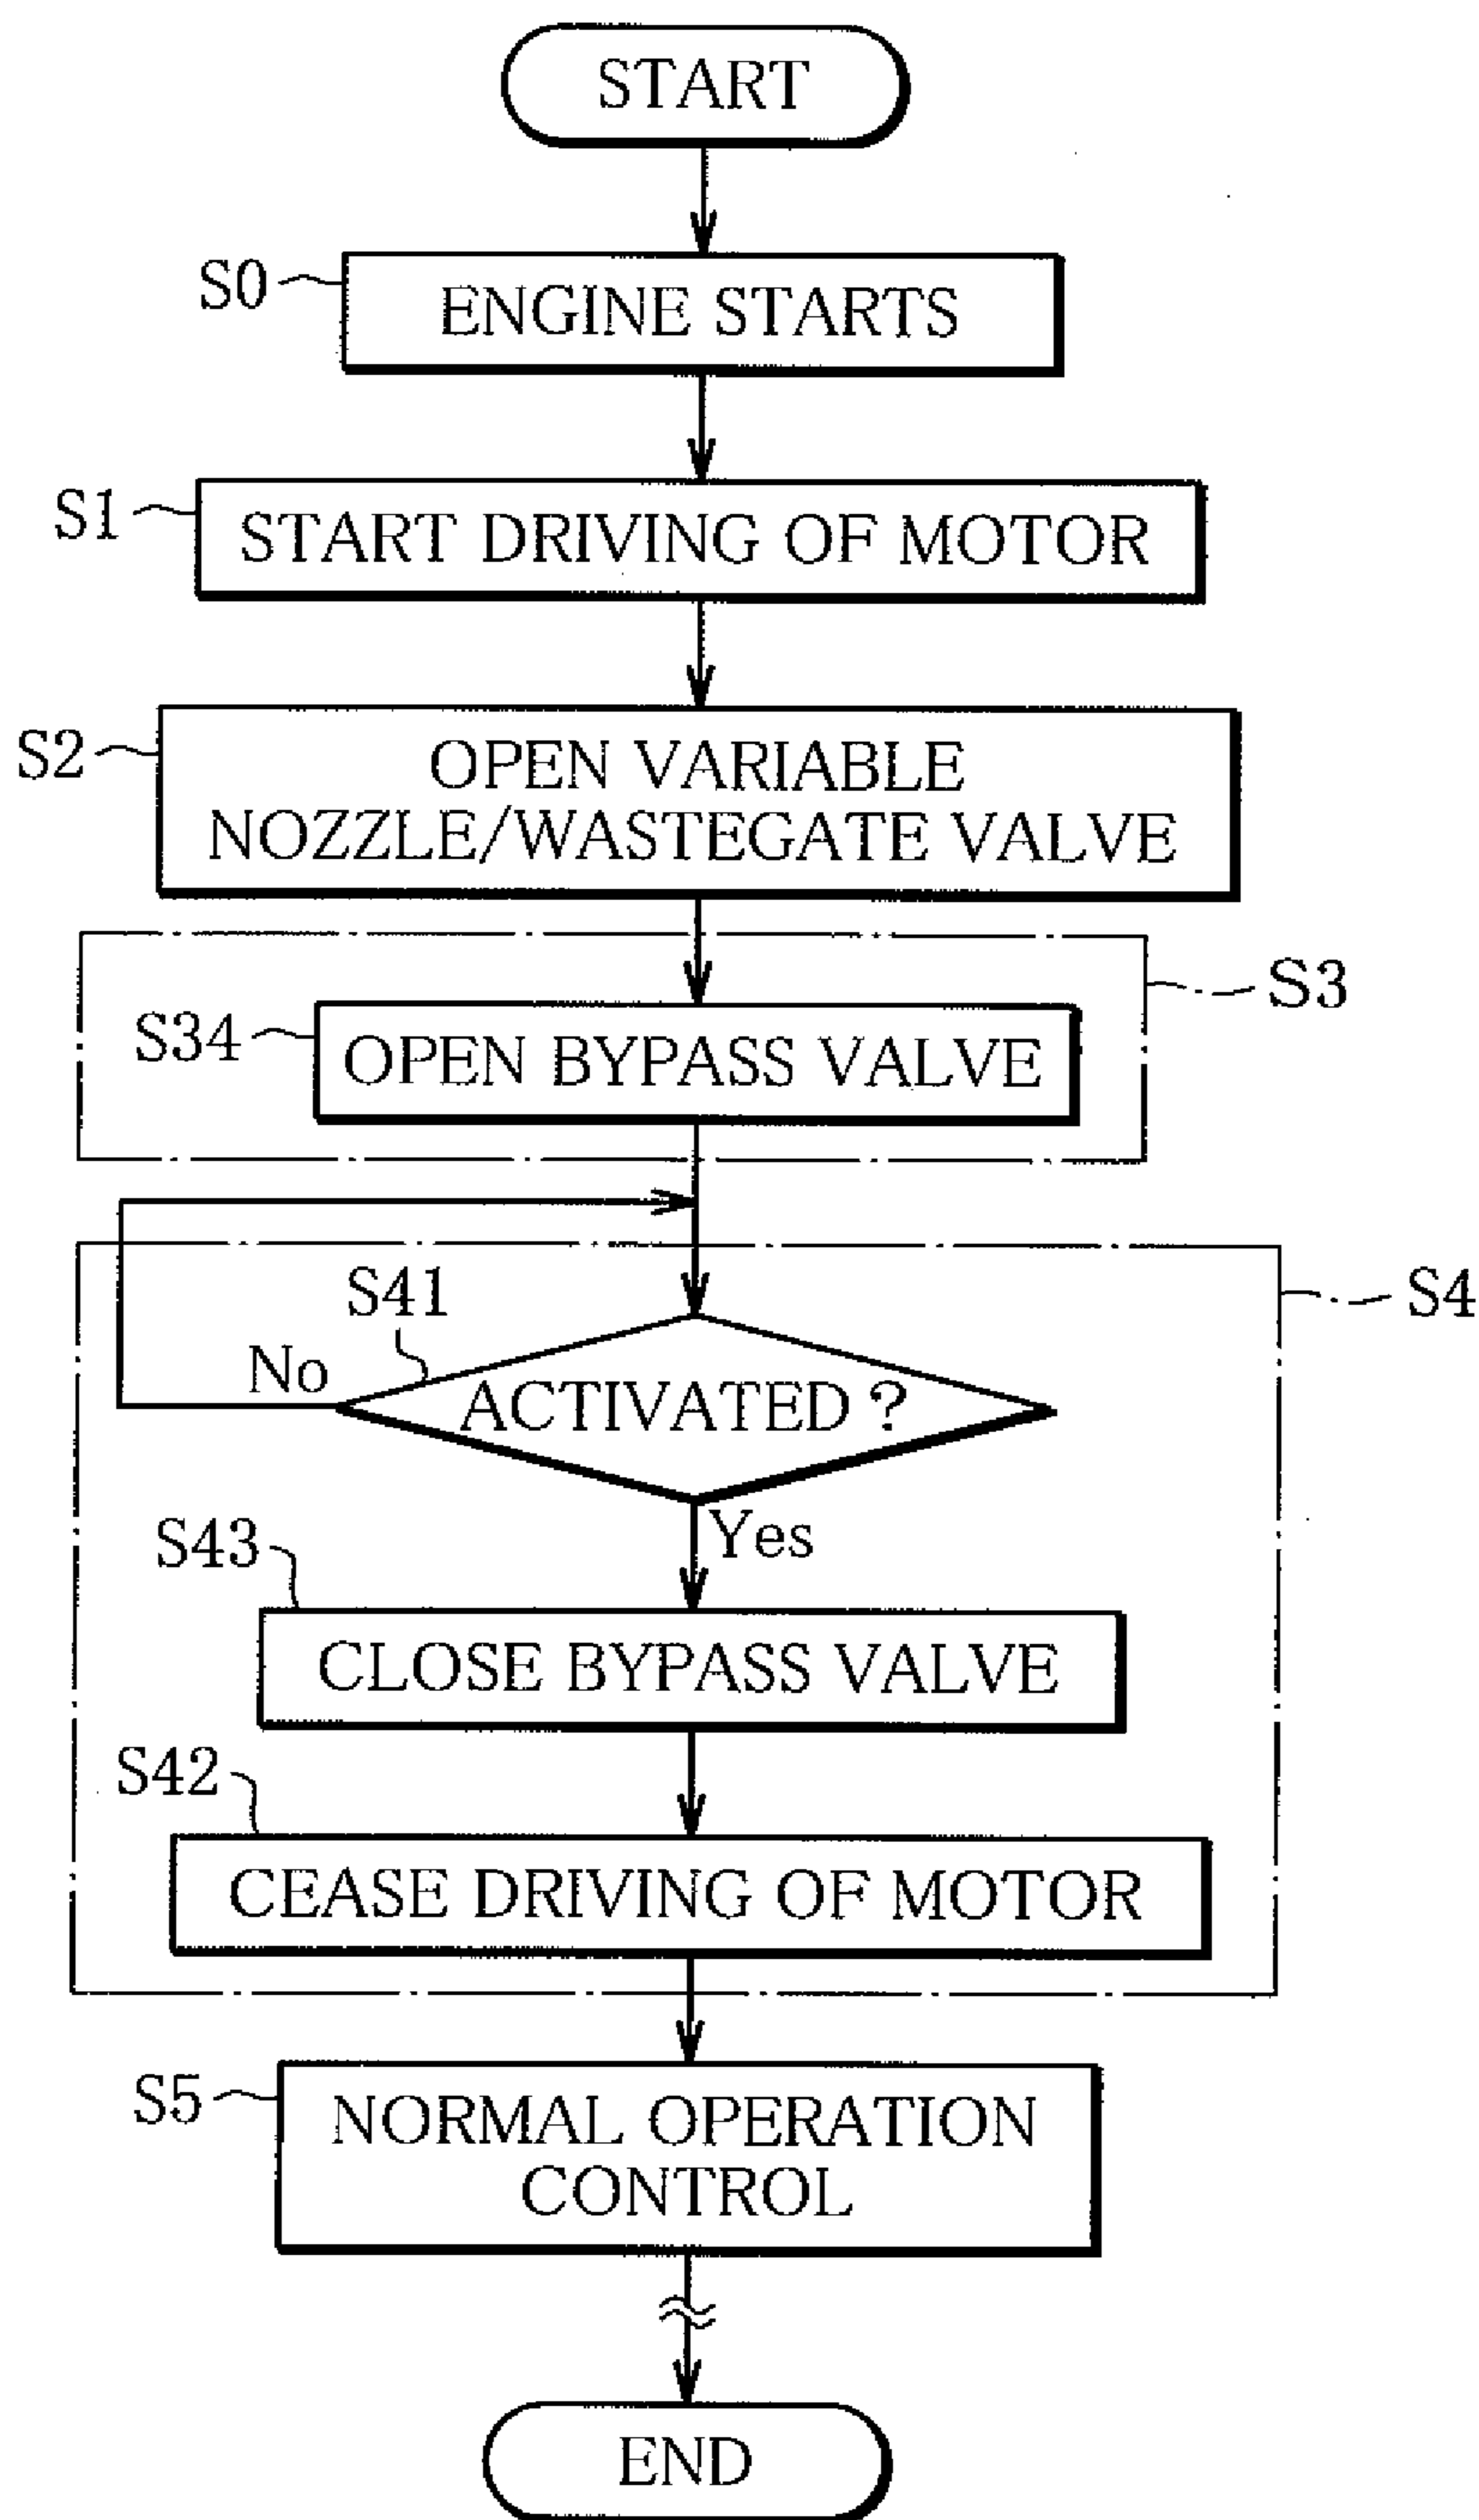 START
S0
ENGINE STARTS
S1
START DRIVING OF MOTOR
S2
OPEN VARIABLE
NOZZLE/WASTEGATE VALVE
S3
S34
OPEN BYPASS VALVE
S4
S41
No
ACTIVATED ?
Yes
S43
CLOSE BYPASS VALVE
S42
CEASE DRIVING OF MOTOR
S5
NORMAL OPERATION
CONTROL
END